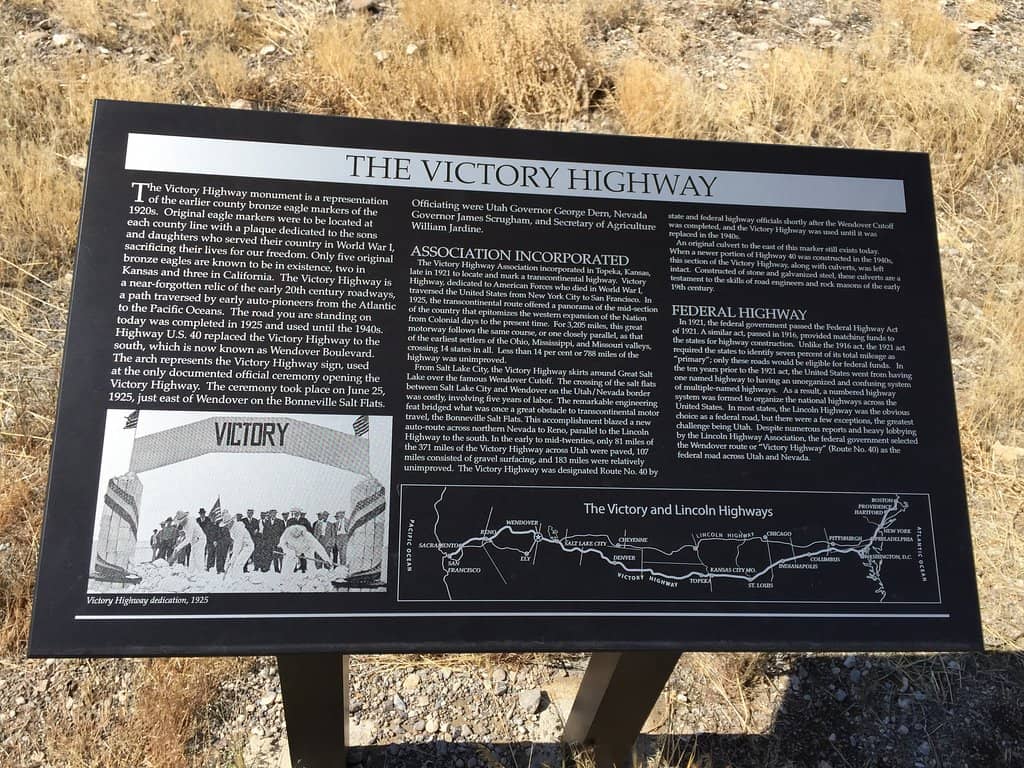 THE VICTORY HIGHWAY
The Victory Highway monument is a representation
of the earlier county bronze eagle markers of the
1920s. Original eagle markers were to be located at
each county line with a plaque dedicated to the sons
and daughters who served their country in World War I,
sacrificing their lives for our freedom. Only five original
bronze eagles are known to be in existence, two in
Kansas and three in California. The Victory Highway is
a near-forgotten relic of the early 20th century roadways,
a path traversed by early auto-pioneers from the Atlantic
to the Pacific Oceans. The road you are standing on
today was completed in 1925 and used until the 1940s.
Highway U.S. 40 replaced the Victory Highway to the
south, which is now known as Wendover Boulevard.
The arch represents the Victory Highway sign, used
at the only documented official ceremony opening the
Victory Highway. The ceremony took place on June 25,
1925, just east of Wendover on the Bonneville Salt Flats.
VICTORY
Victory Highway dedication, 1925
Officiating were Utah Governor George Dern, Nevada
Governor James Scrugham, and Secretary of Agriculture
William Jardine.
ASSOCIATION INCORPORATED
The Victory Highway Association incorporated in Topeka, Kansas,
late in 1921 to locate and mark a transcontinental highway. Victory
Highway, dedicated to American Forces who died in World War I,
traversed the United States from New York City to San Francisco. In
1925, the transcontinental route offered a panorama of the mid-section
of the country that epitomizes the western expansion of the Nation
from Colonial days to the present time. For 3,205 miles, this great
motorway follows the same course, or one closely parallel, as that
of the earliest settlers of the Ohio, Mississippi, and Missouri valleys,
crossing 14 states in all. Less than 14 per cent or 788 miles of the
highway was unimproved.
From Salt Lake City, the Victory Highway skirts around Great Salt
Lake over the famous Wendover Cutoff. The crossing of the salt flats
between Salt Lake City and Wendover on the Utah/Nevada border
was costly, involving five years of labor. The remarkable engineering
feat bridged what was once a great obstacle to transcontinental motor
travel, the Bonneville Salt Flats. This accomplishment blazed a new
auto-route across northern Nevada to Reno, parallel to the Lincoln
Highway to the south. In the early to mid-twenties, only 81 miles of
the 371 miles of the Victory Highway across Utah were paved, 107
miles consisted of gravel surfacing, and 183 miles were relatively
unimproved. The Victory Highway was designated Route No. 40 by
state and federal highway officials shortly after the Wendover Cutoff
was completed, and the Victory Highway was used until it was
replaced in the 1940s.
An original culvert to the east of this marker still exists today.
When a newer portion of Highway 40 was constructed in the 1940s,
this section of the Victory Highway, along with culverts, was left
intact. Constructed of stone and galvanized steel, these culverts are a
testament to the skills of road engineers and rock masons of the early
19th century.
FEDERAL HIGHWAY
In 1921, the federal government passed the Federal Highway Act
of 1921. A similar act, passed in 1916, provided matching funds to
the states for highway construction. Unlike the 1916 act, the 1921 act
required the states to identify seven percent of its total mileage as
"primary"; only these roads would be eligible for federal funds. In
the ten years prior to the 1921 act, the United States went from having
one named highway to having an unorganized and confusing system
of multiple-named highways. As a result, a numbered highway
system was formed to organize the national highways across the
United States. In most states, the Lincoln Highway was the obvious
choice as a federal road, but there were a few exceptions, the greatest
challenge being Utah. Despite numerous reports and heavy lobbying
by the Lincoln Highway Association, the federal government selected
the Wendover route or "Victory Highway" (Route No. 40) as the
federal road across Utah and Nevada.
The Victory and Lincoln Highways
PACIFIC OCEAN
SACRAMENTO
SAN
FRANCISCO
RENO
WENDOVER
ELY
SALT LAKE CITY
CHEYENNE
DENVER
VICTORY HIGHWAY
LINCOLN HIGHWAY
TOPEKA
KANSAS CITY MO.
ST. LOUIS
CHICAGO
INDIANAPOLIS
COLUMBUS
PITTSBURGH
BOSTON
PROVIDENCE
HARTFORD
NEW YORK
PHILADELPHIA
WASHINGTON, D.C.
ATLANTIC OCEAN